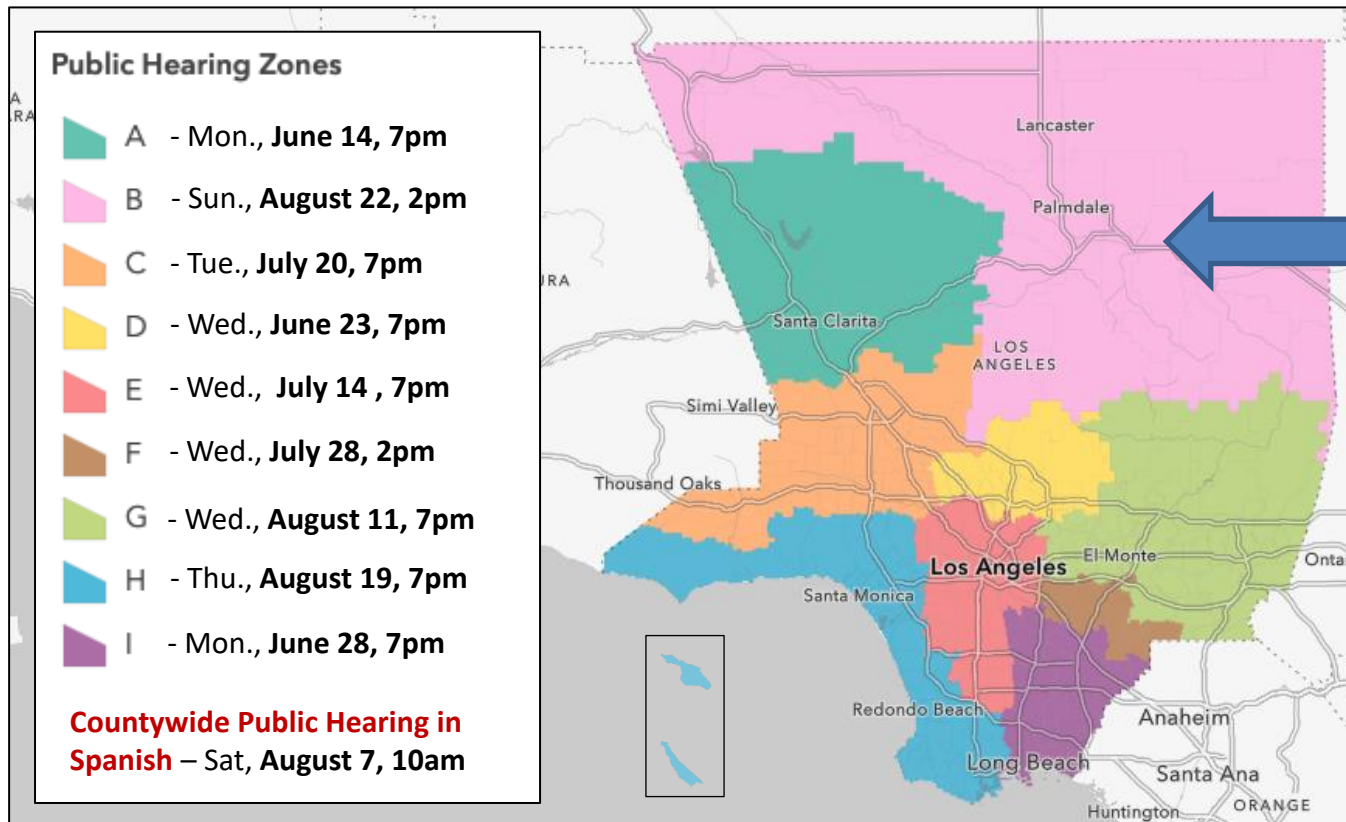 Public Hearing Zones
A - Mon., June 14, 7pm
B - Sun., August 22, 2pm
C - Tue., July 20, 7pm
D - Wed., June 23, 7pm
E - Wed., July 14 , 7pm
F - Wed., July 28, 2pm
G - Wed., August 11, 7pm
H - Thu., August 19, 7pm
I - Mon., June 28, 7pm
Countywide Public Hearing in
Spanish – Sat, August 7, 10am
A
RA
URA
Lancaster
Palmdale
Santa Clarita
LOS
ANGELES
Simi Valley
Thousand Oaks
El Monte
Onta
Los Angeles
Santa Monica
Redondo Beach
Anaheim
Long Beach
Santa Ana
ORANGE
Huntington